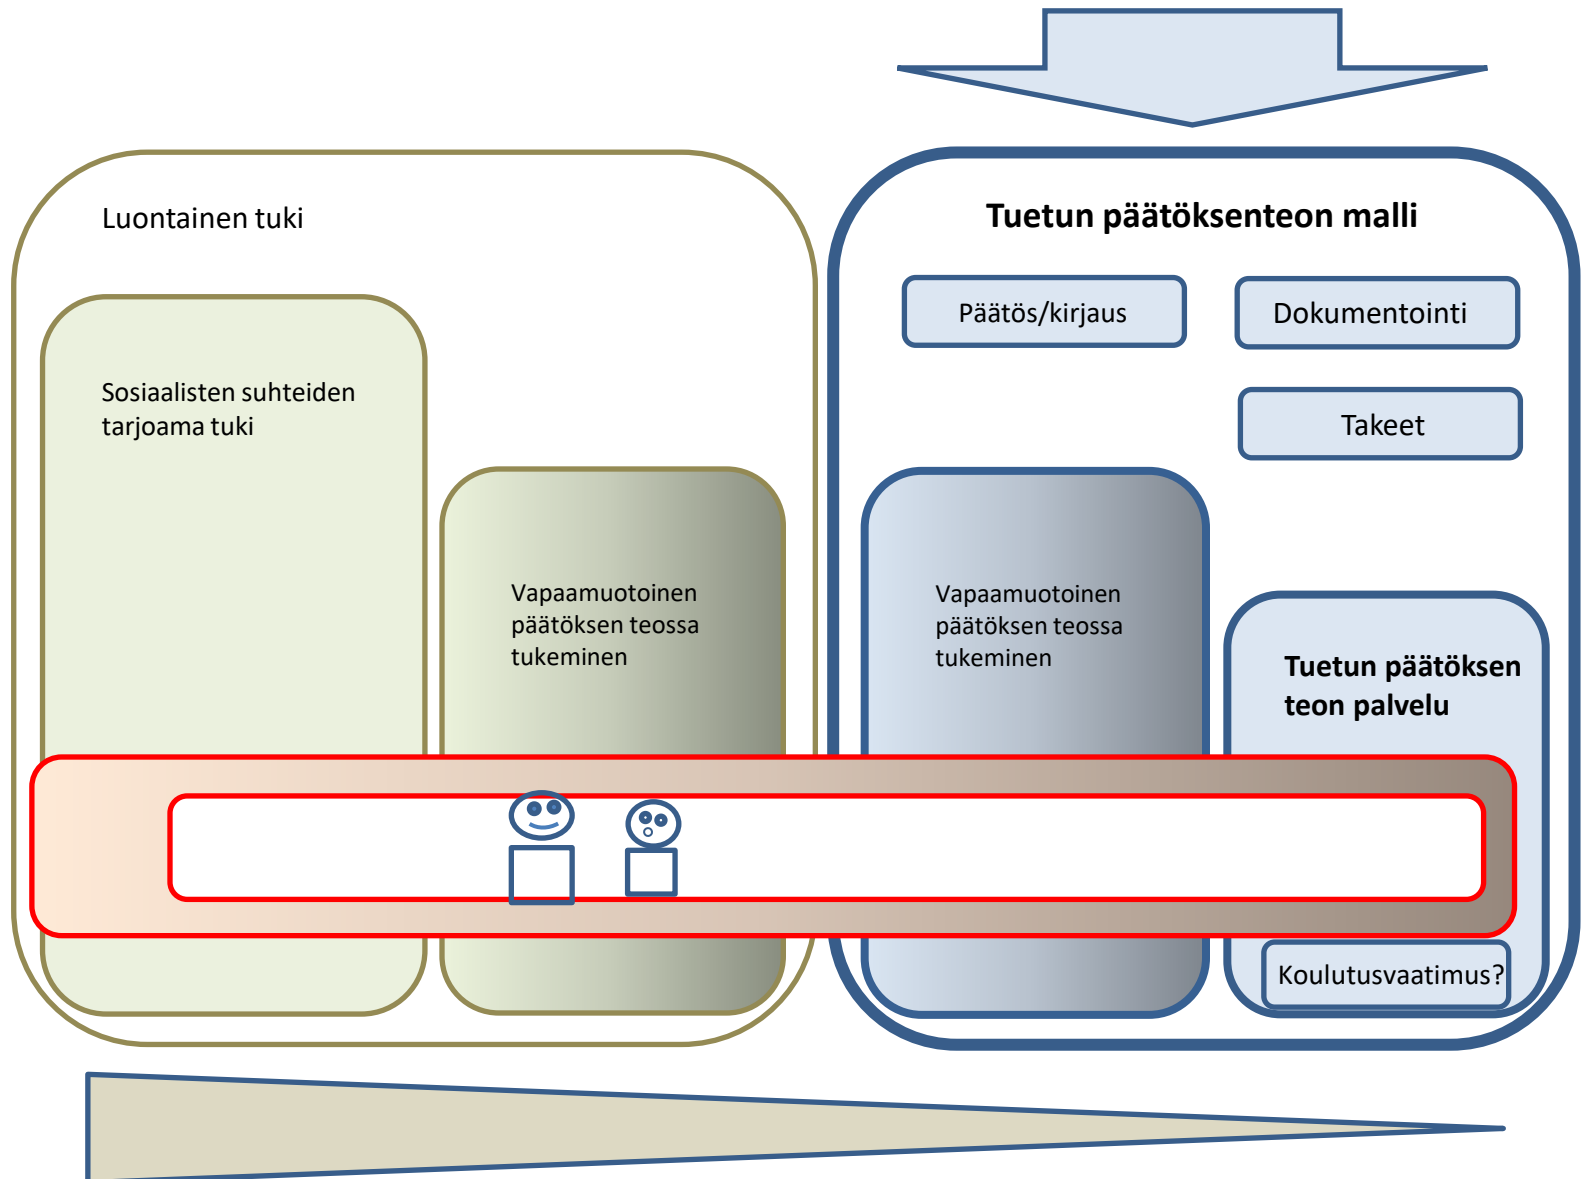 Luontainen tuki
Sosiaalisten suhteiden
tarjoama tuki
Vapaamuotoinen
päätöksen teossa
tukeminen
Tuetun päätöksenteon malli
Päätös/kirjaus
Dokumentointi
Takeet
Vapaamuotoinen
päätöksen teossa
tukeminen
Tuetun päätöksen
teon palvelu
Koulutusvaatimus?